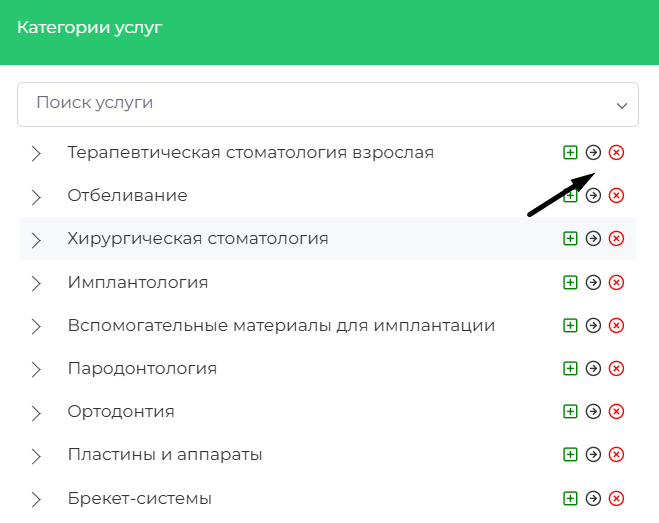 Категории услуг
Поиск услуги
Терапевтическая стоматология взрослая
Отбеливание
Хирургическая стоматология
Имплантология
Вспомогательные материалы для имплантации
Пародонтология
Ортодонтия
Пластины и аппараты
Брекет-системы